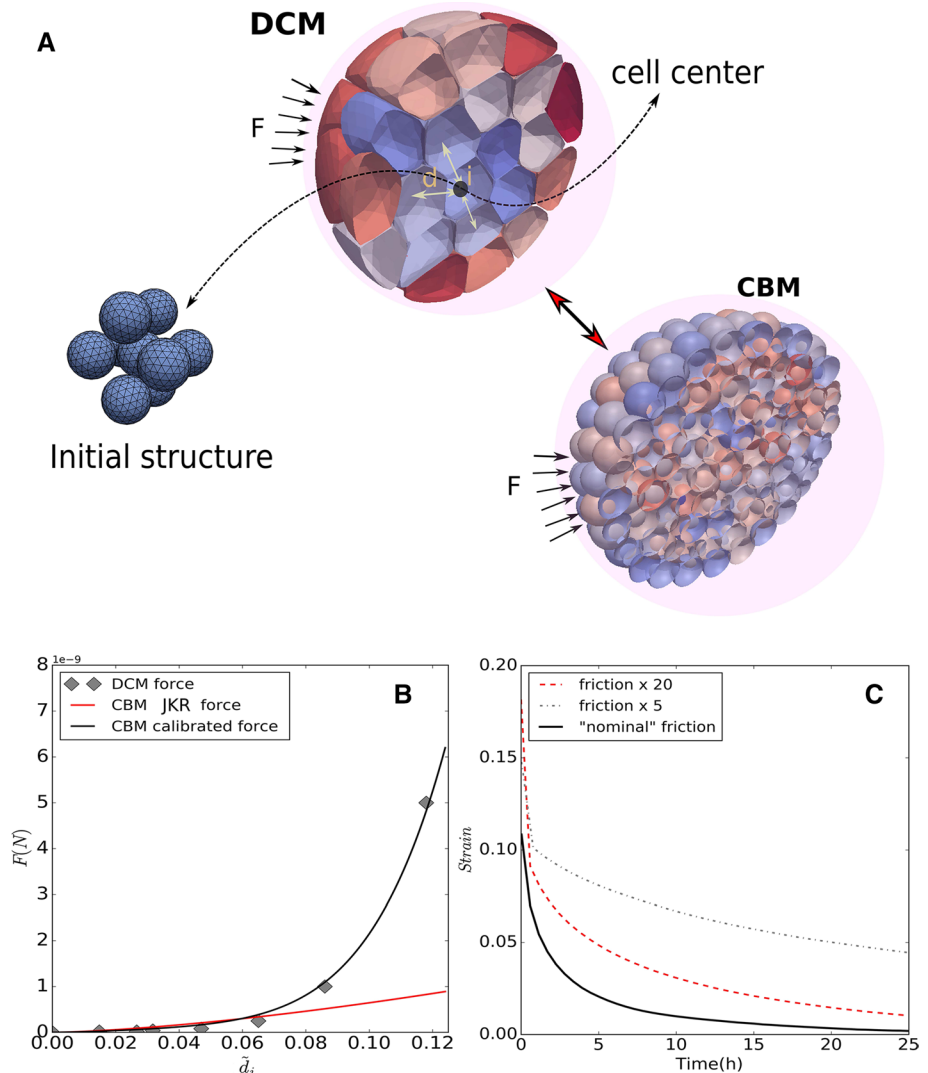 A
DCM
cell center
F
d i
CBM
F
Initial structure
1e-9
B
DCM force
CBM JKR force
CBM calibrated force
8
7
6
5
4
3
2
1
0
F(N)
0.00 0.02 0.04 0.06 0.08 0.10 0.12
d̃ᵢ
C
friction x 20
friction x 5
"nominal" friction
0.20
0.15
0.10
0.05
0.00
Strain
0 5 10 15 20 25
Time(h)